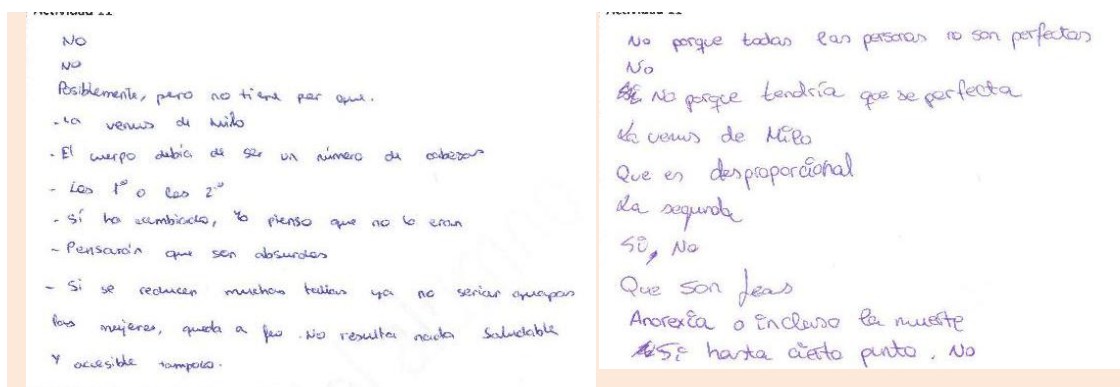 No
No
Posiblemente, pero no tiene por que.
- La venus de milo
- El cuerpo debía de ser un número de cabezas
- Los 1º o las 2º
- Sí ha cambiado, yo pienso que no lo eran
- Pensarán que son absurdas
- Si se reducen muchas tallas ya no serian guapas
las mujeres, queda a feo. No resulta nada saludable
y accesible tampoco.
No porque todas las personas no son perfectas
No
No porque tendría que se perfecta
La venus de Milo
Que es desproporcional
La segunda
Sí, No
Que son feas
Anorexia o incluso la muerte
Sí hasta cierto punto. No